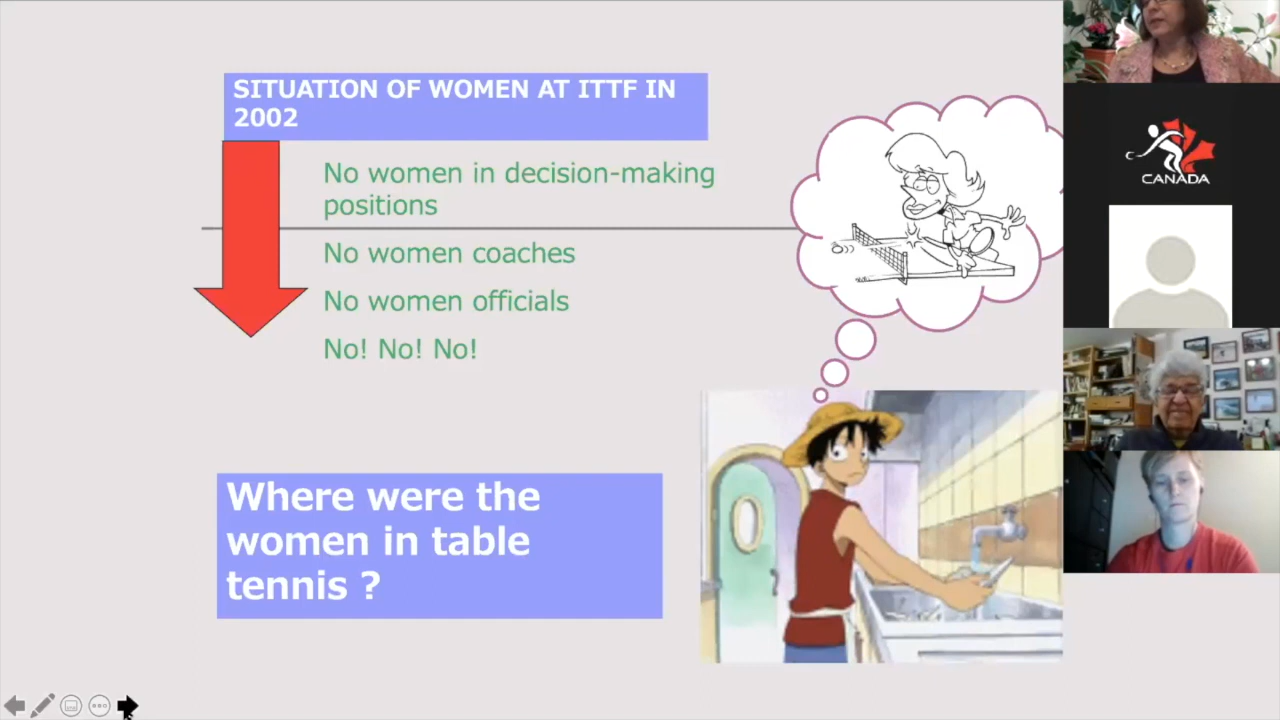 SITUATION OF WOMEN AT ITTF IN
2002
No women in decision-making
positions
No women coaches
No women officials
No! No! No!
Where were the
women in table
tennis ?
CANADA